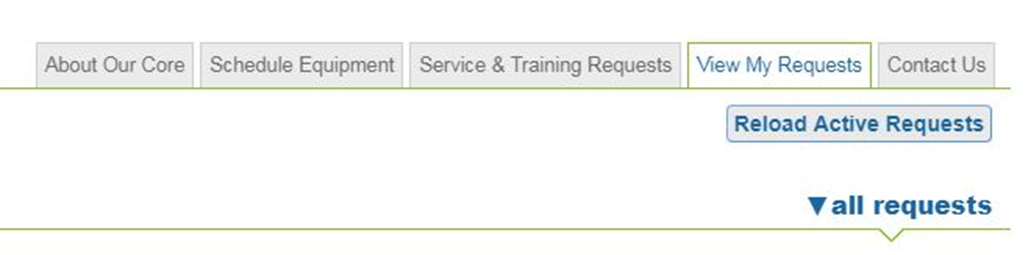 About Our Core Schedule Equipment Service & Training Requests View My Requests Contact Us
Reload Active Requests
▼all requests